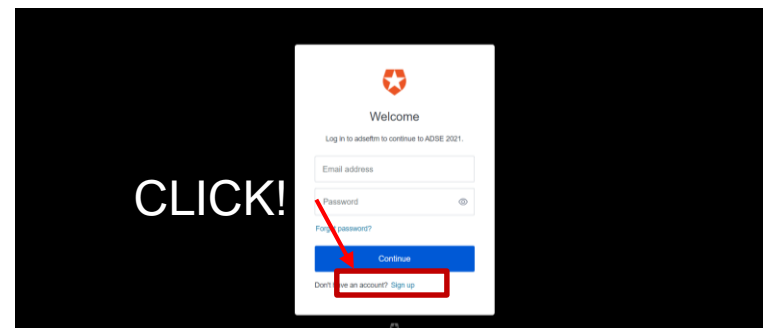 Welcome
Log in to adseftm to continue to ADSE 2021.
Email address
CLICK!
Password
Forgot password?
Continue
Don't have an account? Sign up